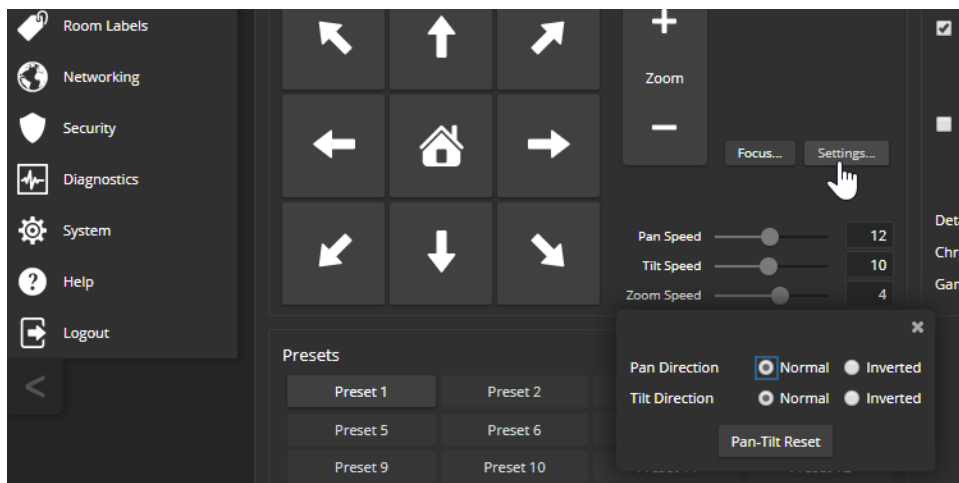 Room Labels
Networking
Security
Diagnostics
System
Help
Logout
Zoom
Focus...
Settings...
Pan Speed 12
Tilt Speed 10
Zoom Speed 4
Presets
Preset 1 Preset 2
Preset 5 Preset 6
Preset 9 Preset 10
Pan Direction Normal Inverted
Tilt Direction Normal Inverted
Pan-Tilt Reset